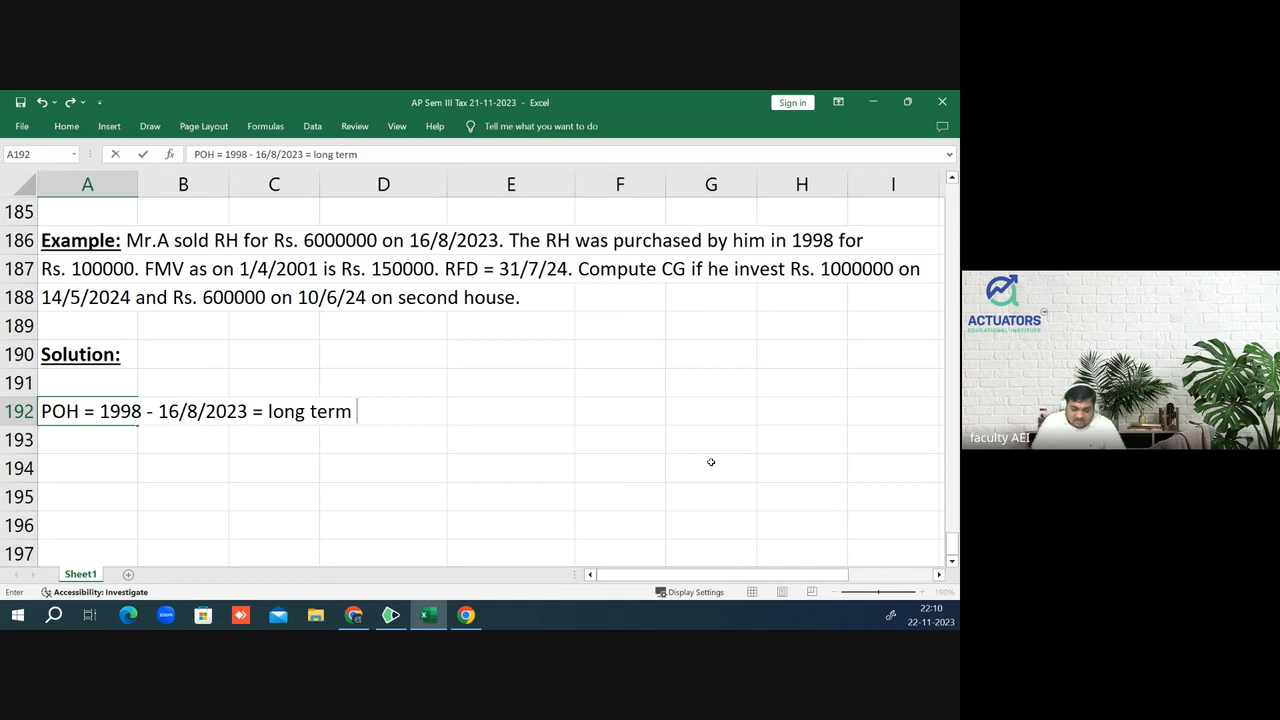 AP Sem III Tax 21-11-2023 - Excel
Sign in
File Home Insert Draw Page Layout Formulas Data Review View Help Tell me what you want to do
A192 POH = 1998 - 16/8/2023 = long term
A B C D E F G H I
185
186 Example: Mr.A sold RH for Rs. 6000000 on 16/8/2023. The RH was purchased by him in 1998 for
187 Rs. 100000. FMV as on 1/4/2001 is Rs. 150000. RFD = 31/7/24. Compute CG if he invest Rs. 1000000 on
188 14/5/2024 and Rs. 600000 on 10/6/24 on second house.
189
190 Solution:
191
192 POH = 1998 - 16/8/2023 = long term
193
194
195
196
197
Sheet1
Enter Accessibility: Investigate Display Settings 190%
zoom
22:10
22-11-2023
ACTUATORS
EDUCATIONAL INSTITUTE
TM
faculty AEI